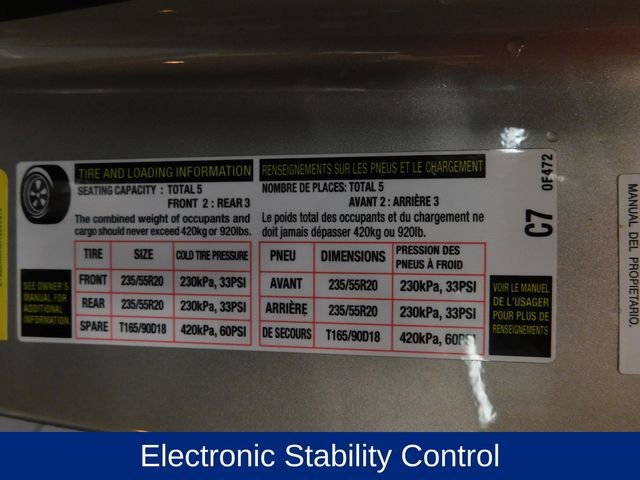 TIRE AND LOADING INFORMATION
SEATING CAPACITY : TOTAL 5
FRONT 2 : REAR 3
The combined weight of occupants and
cargo should never exceed 420kg or 920lbs.
TIRE SIZE COLD TIRE PRESSURE
FRONT 235/55R20 230kPa, 33PSI
REAR 235/55R20 230kPa, 33PSI
SPARE T165/90D18 420kPa, 60PSI
SEE OWNER'S
MANUAL FOR
ADDITIONAL
INFORMATION.
RENSEIGNEMENTS SUR LES PNEUS ET LE CHARGEMENT
NOMBRE DE PLACES: TOTAL 5
AVANT 2 : ARRIÈRE 3
Le poids total des occupants et du chargement ne
doit jamais dépasser 420kg ou 920lb.
PNEU DIMENSIONS PRESSION DES
PNEUS À FROID
AVANT 235/55R20 230kPa, 33PSI
ARRIÈRE 235/55R20 230kPa, 33PSI
DE SECOURS T165/90D18 420kPa, 60PSI
VOIR LE MANUEL
DE L'USAGER
POUR PLUS DE
RENSEIGNEMENTS
C7
0F472
MANUAL DEL PROPIETARIO.
Electronic Stability Control